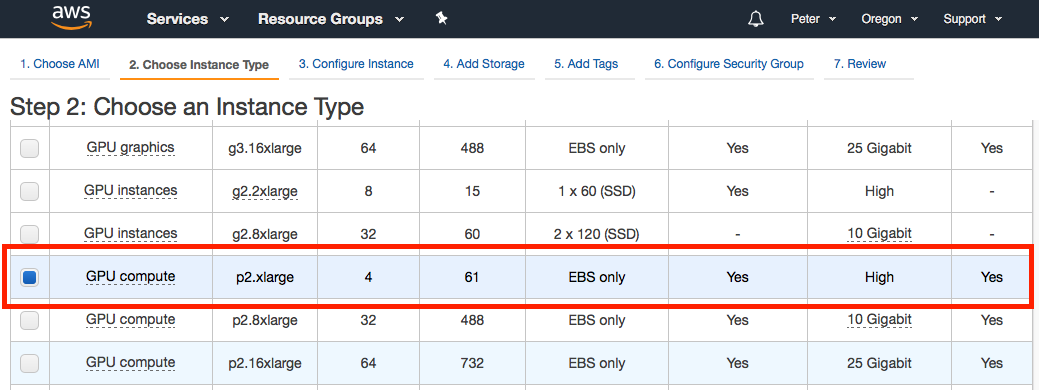 aws Services Resource Groups Peter Oregon Support
1. Choose AMI 2. Choose Instance Type 3. Configure Instance 4. Add Storage 5. Add Tags 6. Configure Security Group 7. Review
Step 2: Choose an Instance Type
GPU graphics g3.16xlarge 64 488 EBS only Yes 25 Gigabit Yes
GPU instances g2.2xlarge 8 15 1 x 60 (SSD) Yes High -
GPU instances g2.8xlarge 32 60 2 x 120 (SSD) - 10 Gigabit -
GPU compute p2.xlarge 4 61 EBS only Yes High Yes
GPU compute p2.8xlarge 32 488 EBS only Yes 10 Gigabit Yes
GPU compute p2.16xlarge 64 732 EBS only Yes 25 Gigabit Yes